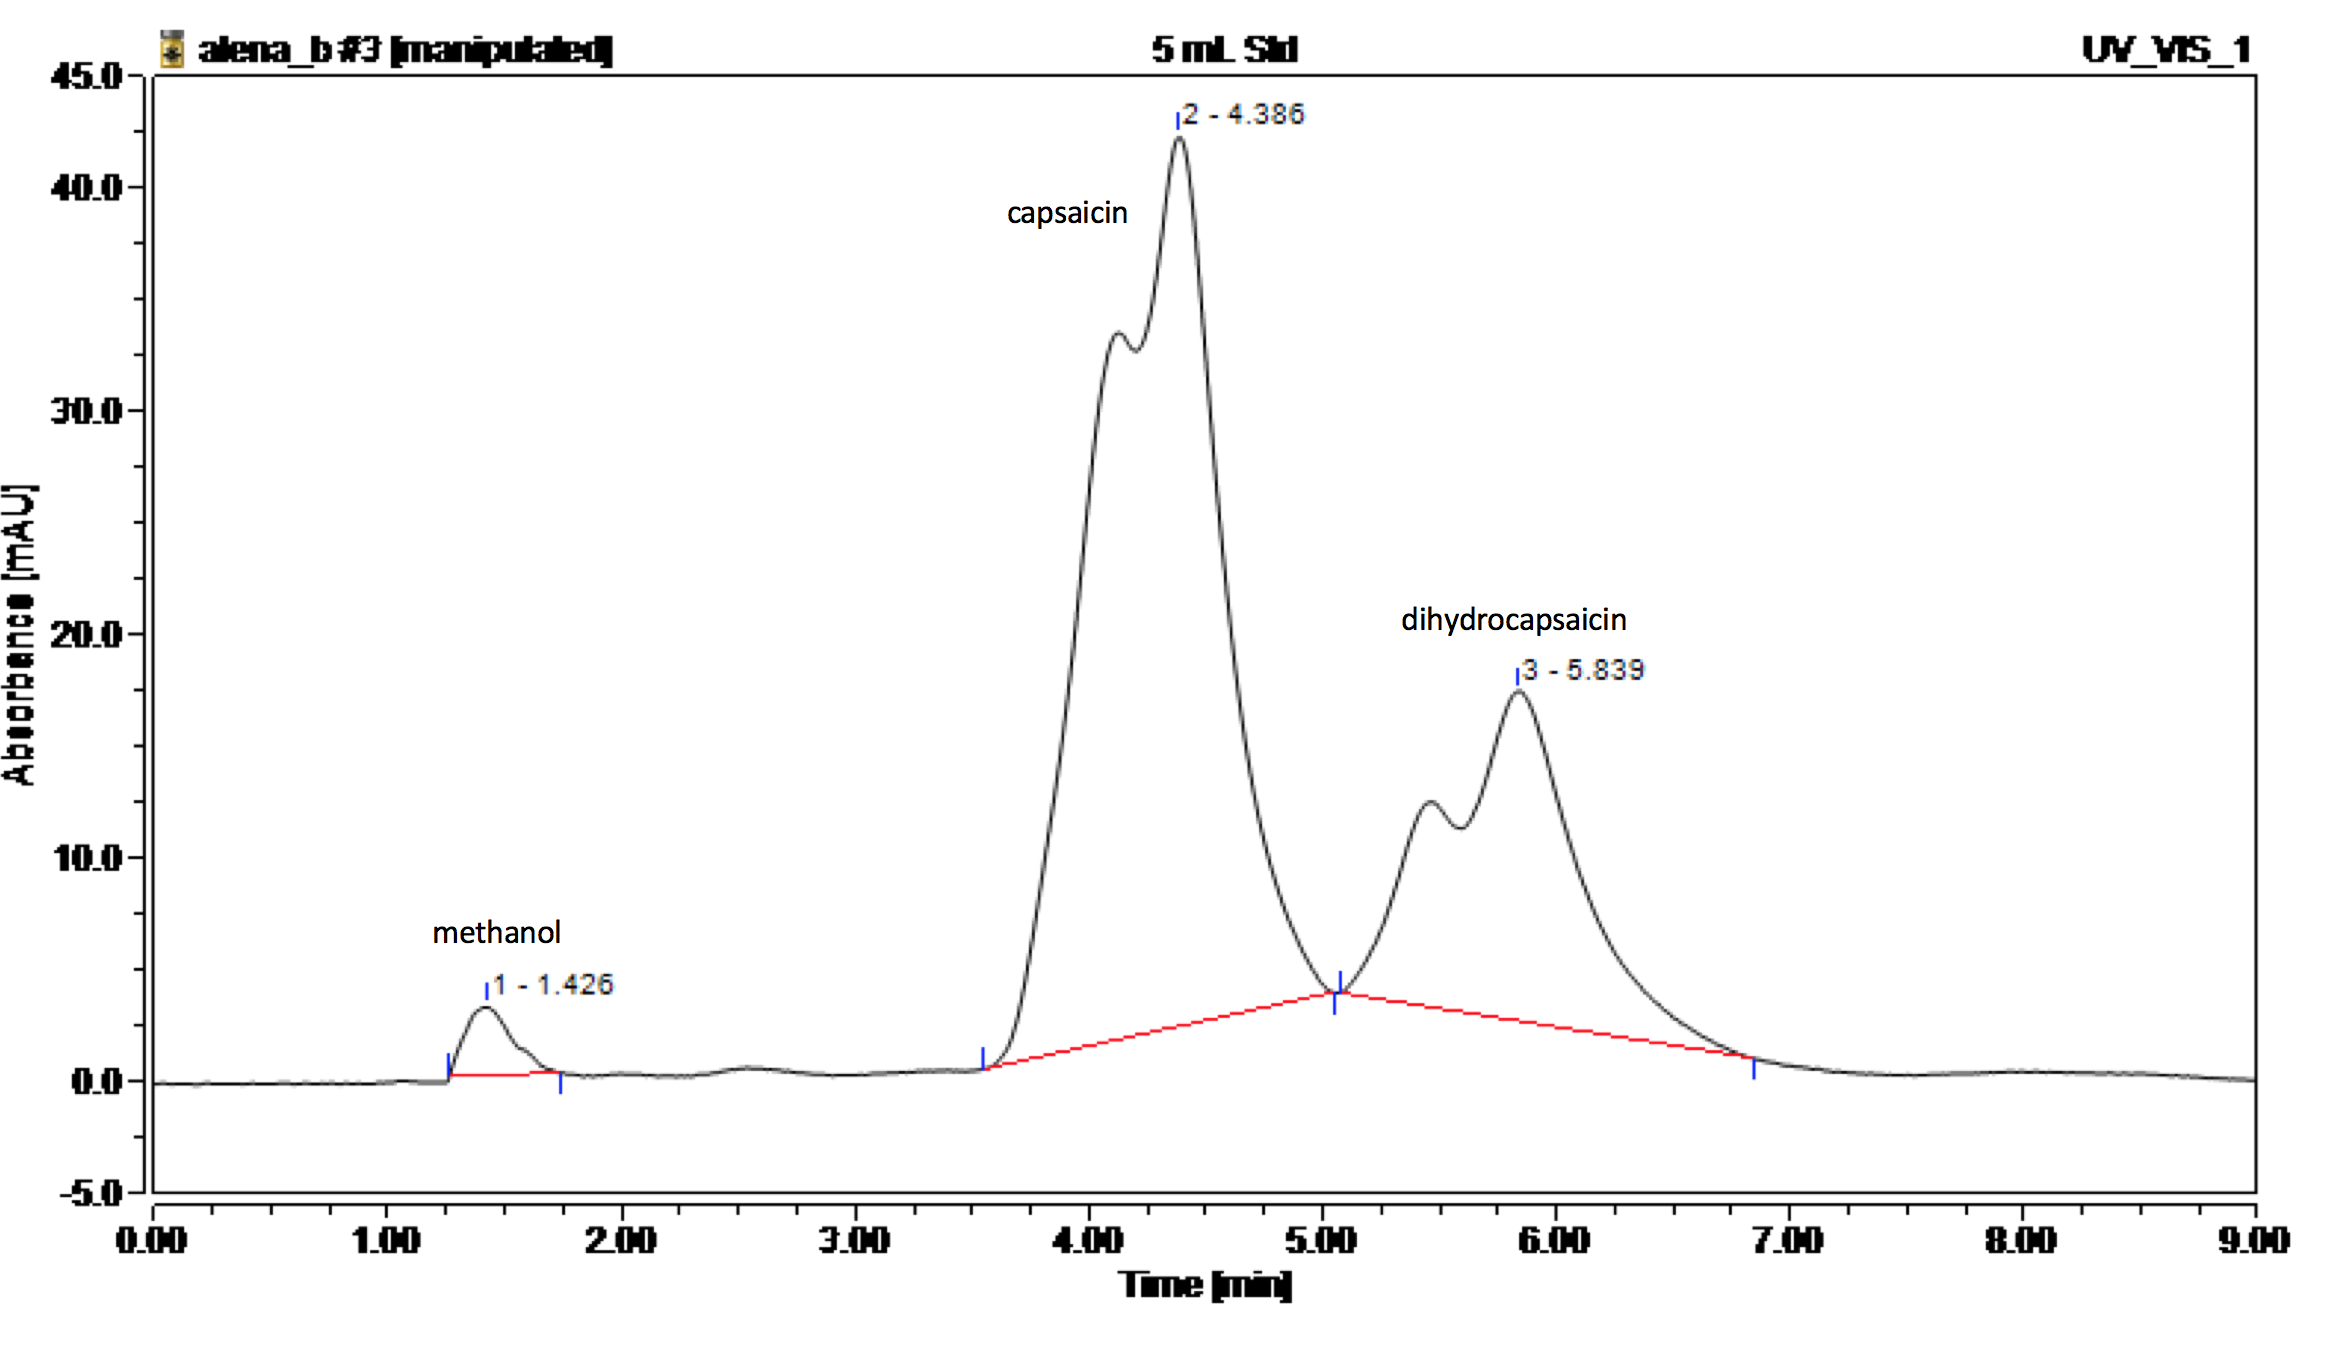 alena_b #3 [manipulated] 5 mL Std UV_VIS_1
45.0
2 - 4.386
40.0
capsaicin
30.0
dihydrocapsaicin
20.0
3 - 5.839
10.0
methanol
1 - 1.426
0.0
-5.0
Absorbance [mAU]
0.00 1.00 2.00 3.00 4.00 5.00 6.00 7.00 8.00 9.00
Time [min]